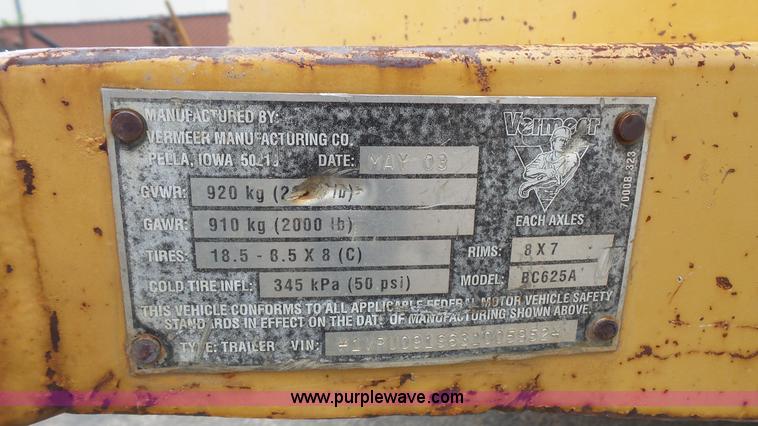 MANUFACTURED BY:
VERMEER MANUFACTURING CO.
PELLA, IOWA DATE: MAY 03
Vermeer
70008 323
GVWR: 920 kg lb)
GAWR: 910 kg (2000 lb)
EACH AXLES
TIRES: 18.5 - 8.5 X 8 (C) RIMS: 8 X 7
COLD TIRE INFL: 345 kPa (50 psi) MODEL: BC625A
THIS VEHICLE CONFORMS TO ALL APPLICABLE FEDERAL MOTOR VEHICLE SAFETY
STANDARDS IN EFFECT ON THE DATE OF MANUFACTURING SHOWN ABOVE.
TYPE: TRAILER VIN:
www.purplewave.com